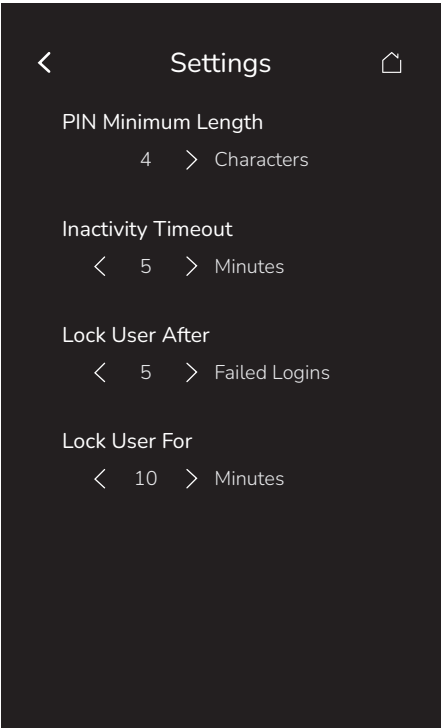 Settings
PIN Minimum Length
4 Characters
Inactivity Timeout
5 Minutes
Lock User After
5 Failed Logins
Lock User For
10 Minutes